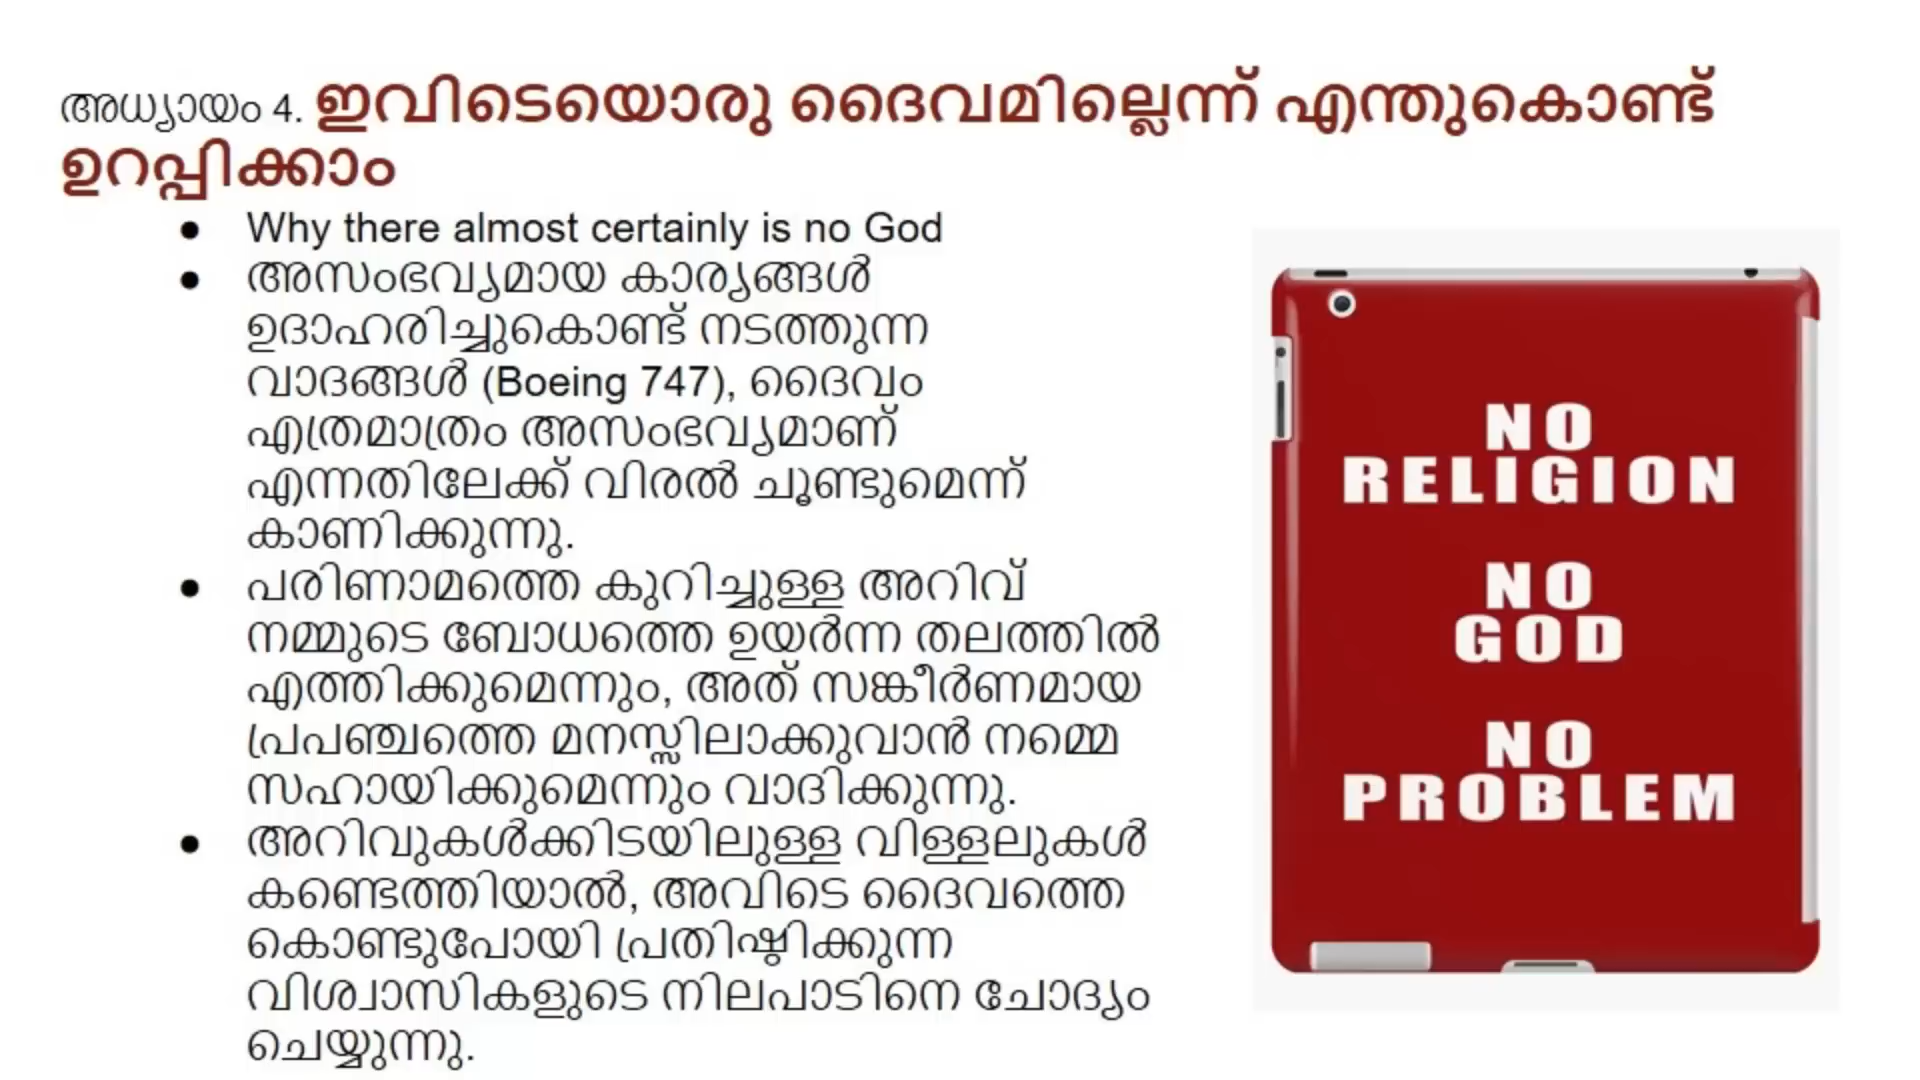 അധ്യായം 4. ഇവിടെയൊരു ദൈവമില്ലെന്ന് എന്തുകൊണ്ട്
ഉറപ്പിക്കാം
● Why there almost certainly is no God
● അസംഭവ്യമായ കാര്യങ്ങൾ
ഉദാഹരിച്ചുകൊണ്ട് നടത്തുന്ന
വാദങ്ങൾ (Boeing 747), ദൈവം
എത്രമാത്രം അസംഭവ്യമാണ്
എന്നതിലേക്ക് വിരൽ ചൂണ്ടുമെന്ന്
കാണിക്കുന്നു.
● പരിണാമത്തെ കുറിച്ചുള്ള അറിവ്
നമ്മുടെ ബോധത്തെ ഉയർന്ന തലത്തിൽ
എത്തിക്കുമെന്നും, അത് സങ്കീർണമായ
പ്രപഞ്ചത്തെ മനസ്സിലാക്കുവാൻ നമ്മെ
സഹായിക്കുമെന്നും വാദിക്കുന്നു.
● അറിവുകൾക്കിടയിലുള്ള വിള്ളലുകൾ
കണ്ടെത്തിയാൽ, അവിടെ ദൈവത്തെ
കൊണ്ടുപോയി പ്രതിഷ്ഠിക്കുന്ന
വിശ്വാസികളുടെ നിലപാടിനെ ചോദ്യം
ചെയ്യുന്നു.
NO
RELIGION
NO
GOD
NO
PROBLEM